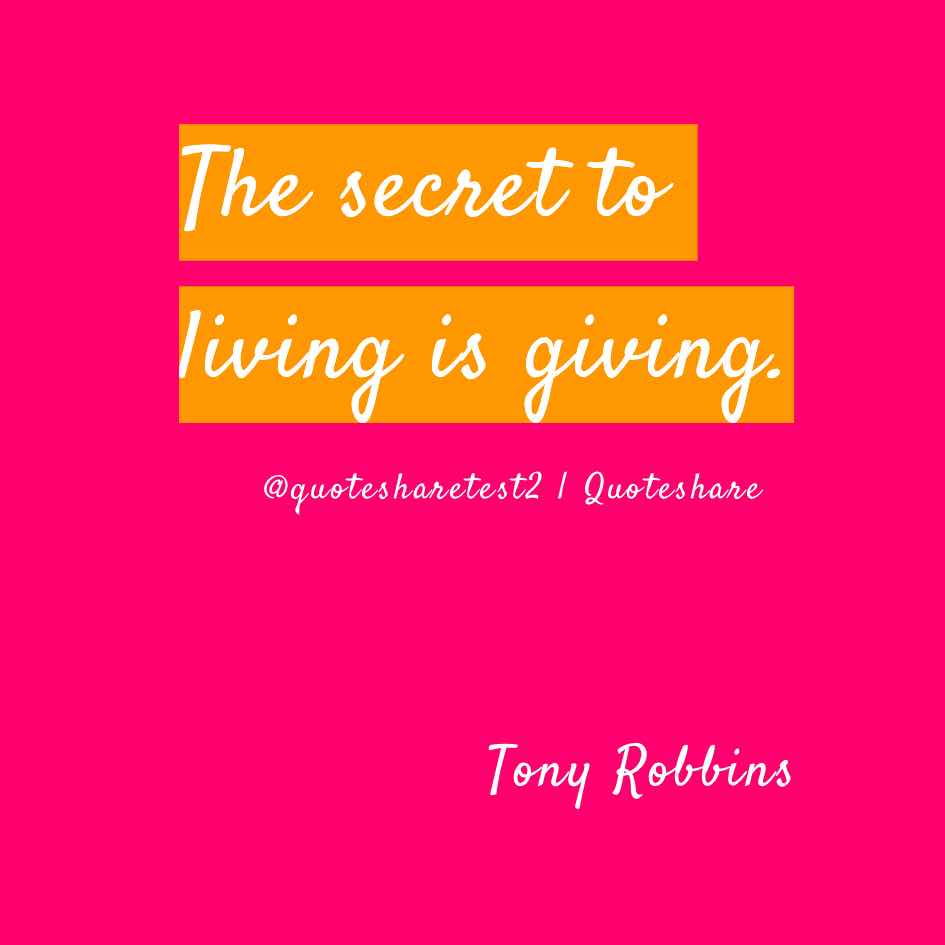 The secret to
living is giving.
@quotesharetest2 | Quoteshare
Tony Robbins